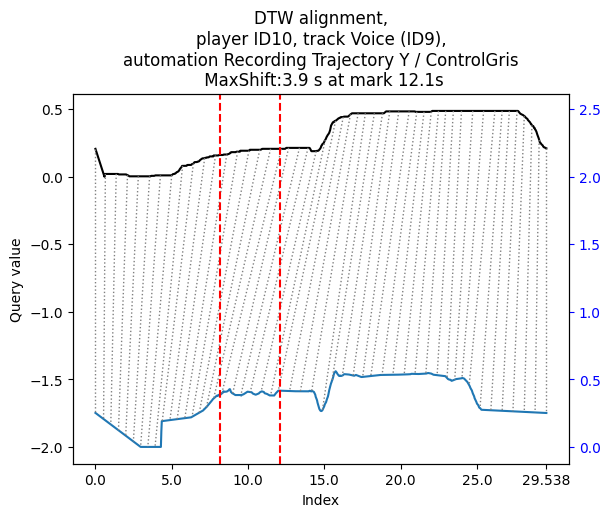 DTW alignment,
player ID10, track Voice (ID9),
automation Recording Trajectory Y / ControlGris
MaxShift:3.9 s at mark 12.1s
0.5
0.0
−0.5
−1.0
−1.5
−2.0
Query value
2.5
2.0
1.5
1.0
0.5
0.0
0.0 5.0 10.0 15.0 20.0 25.0 29.538
Index